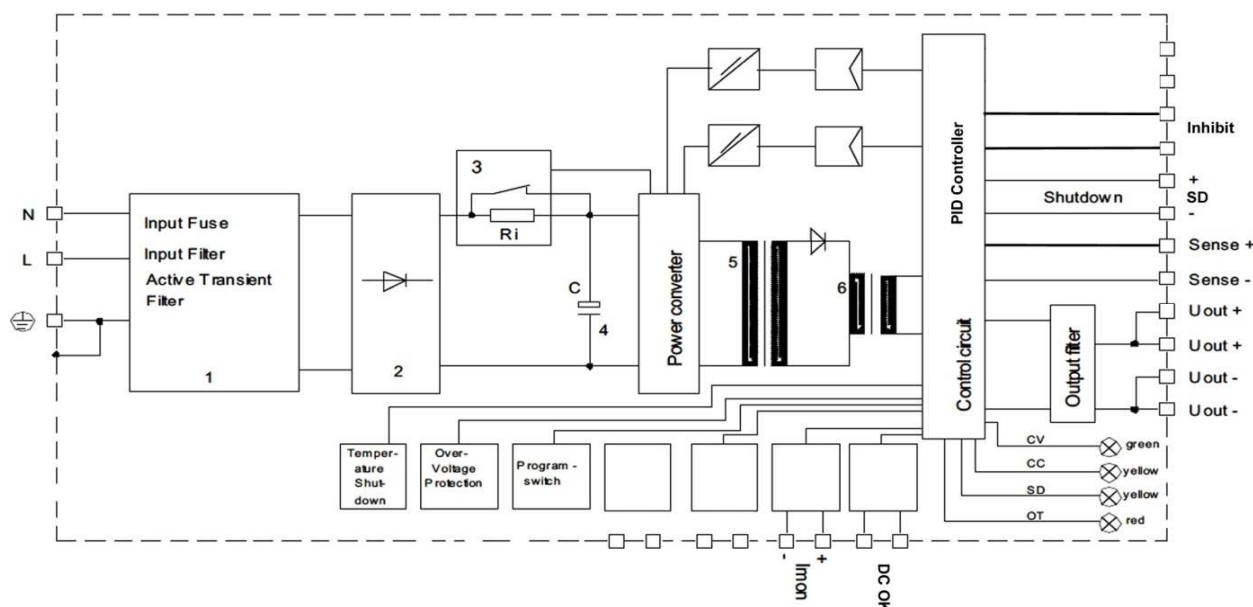 N
L
Input Fuse
Input Filter
Active Transient
Filter
1
2
3
Ri
C
4
Power converter
5
6
PID Controller
Control circuit
Inhibit
+
Shutdown
SD
-
Sense +
Sense -
Output filter
Uout +
Uout +
Uout -
Uout -
CV
green
CC
yellow
SD
yellow
OT
red
Temper-
ature
Shut-
down
Over-
Voltage
Protection
Program -
switch
-
+
Imon
DC OK